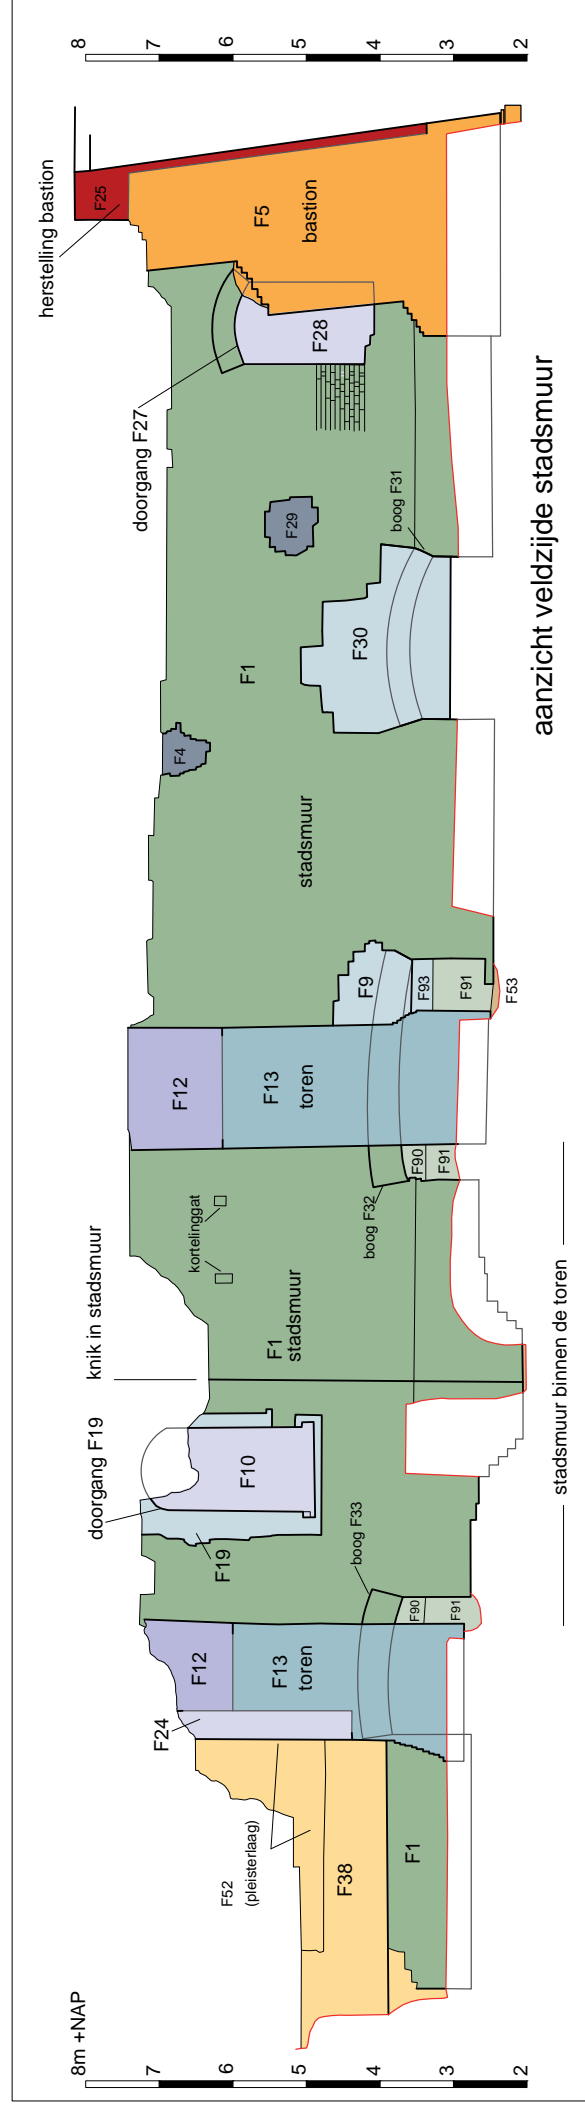 8m +NAP
7
6
5
4
3
2
F52
(pleisterlaag)
F38
F1
F24
F12
F13
toren
boog F33
F90
F91
doorgang F19
F19
F10
knik in stadsmuur
F1
stadsmuur
kortelinggat
boog F32
F90
F91
stadsmuur binnen de toren
F12
F13
toren
F9
F93
F91
F53
stadsmuur
F4
F1
F30
boog F31
F29
doorgang F27
F28
herstelling bastion
F25
F5
bastion
aanzicht veldzijde stadsmuur
8
7
6
5
4
3
2